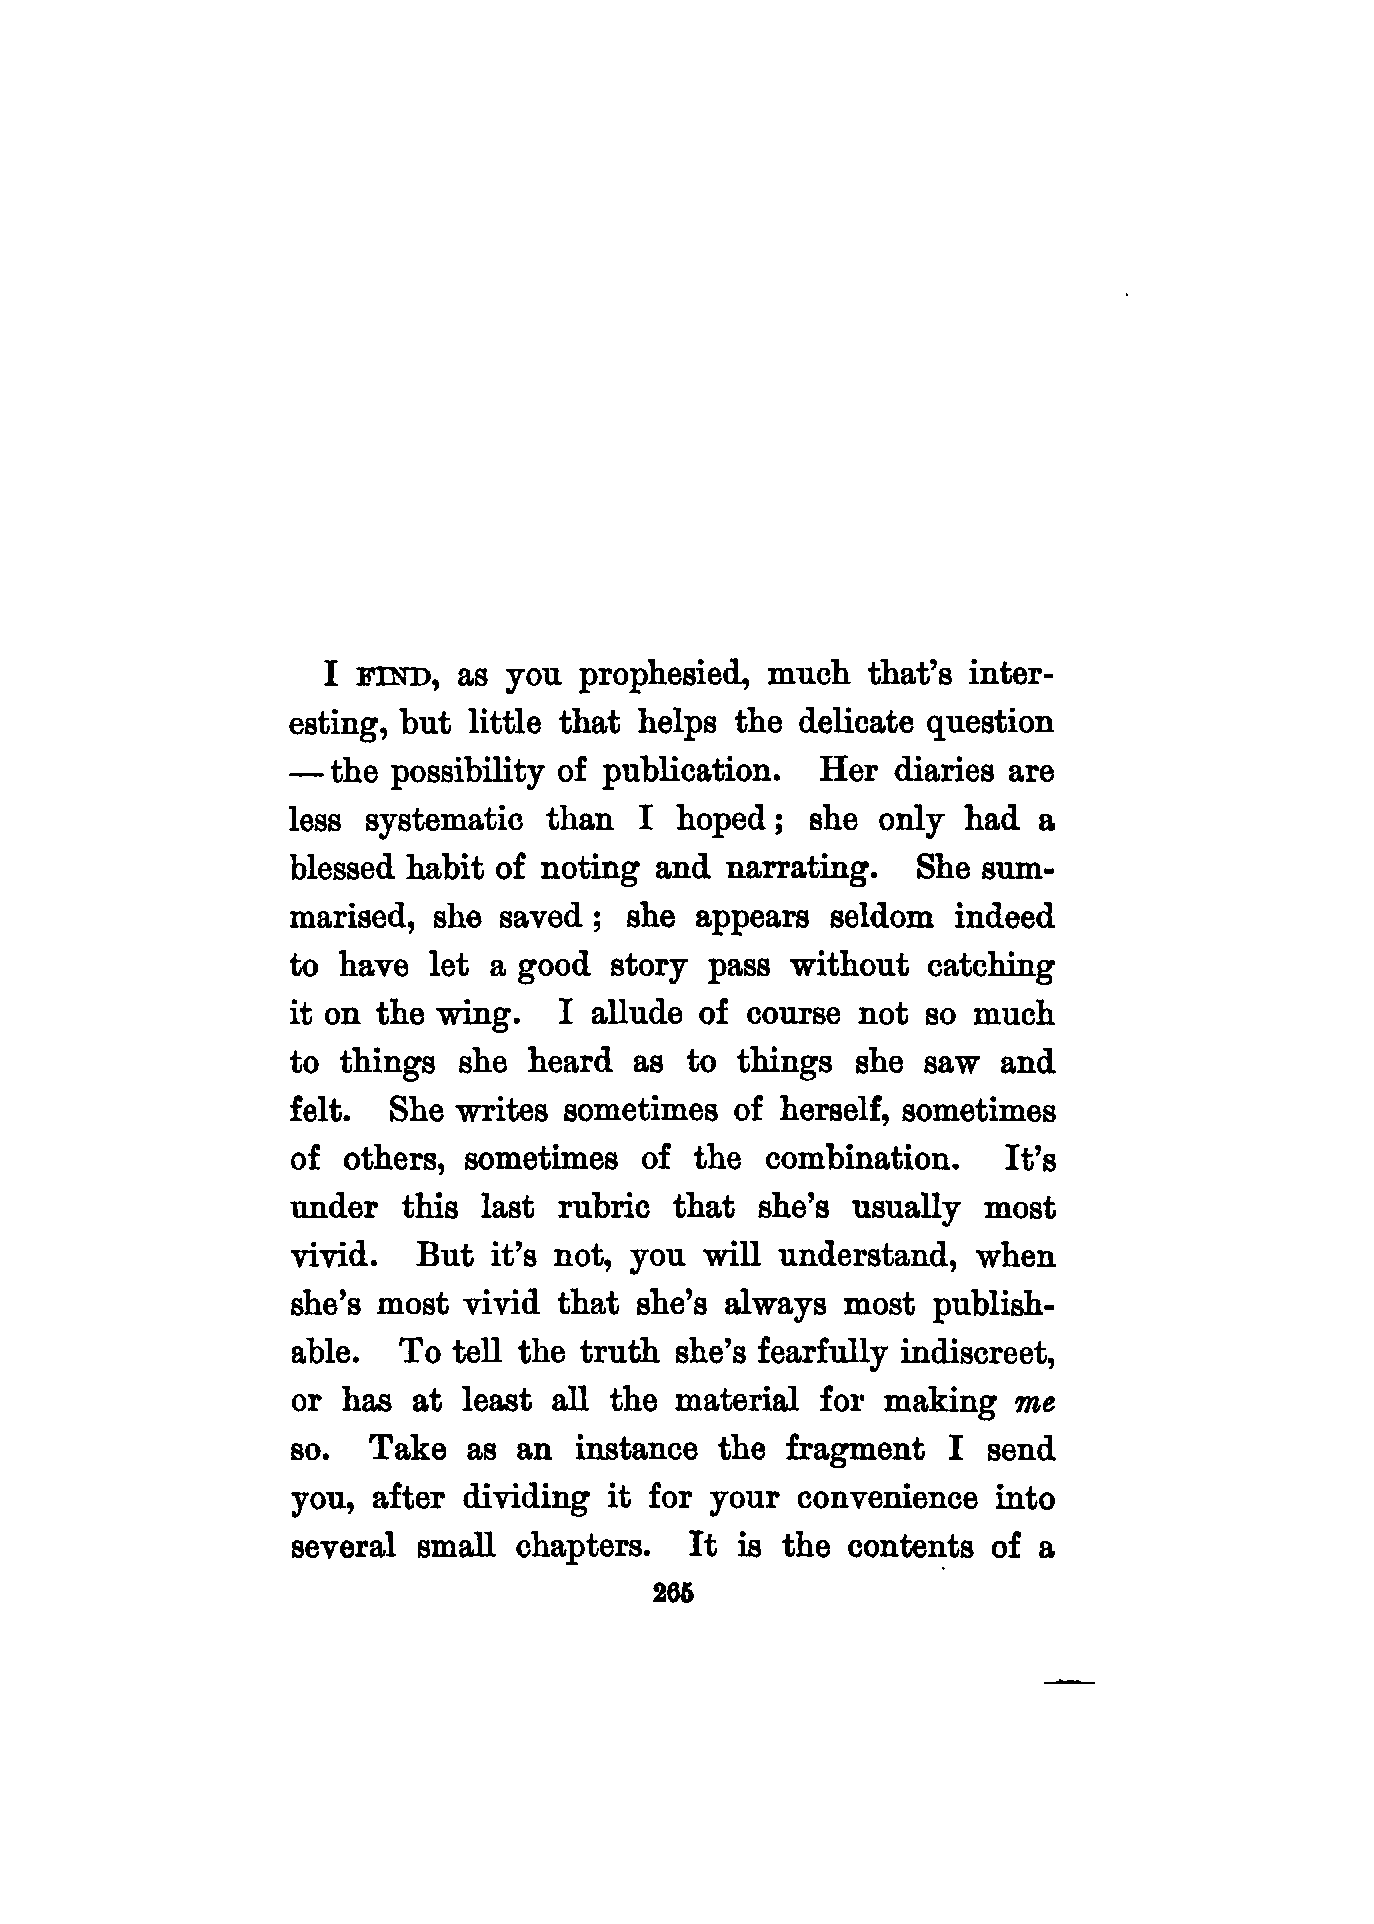 I FIND, as you prophesied, much that's inter-
esting, but little that helps the delicate question
—the possibility of publication. Her diaries are
less systematic than I hoped; she only had a
blessed habit of noting and narrating. She sum-
marised, she saved; she appears seldom indeed
to have let a good story pass without catching
it on the wing. I allude of course not so much
to things she heard as to things she saw and
felt. She writes sometimes of herself, sometimes
of others, sometimes of the combination. It's
under this last rubric that she's usually most
vivid. But it's not, you will understand, when
she's most vivid that she's always most publish-
able. To tell the truth she's fearfully indiscreet,
or has at least all the material for making me
so. Take as an instance the fragment I send
you, after dividing it for your convenience into
several small chapters. It is the contents of a
265